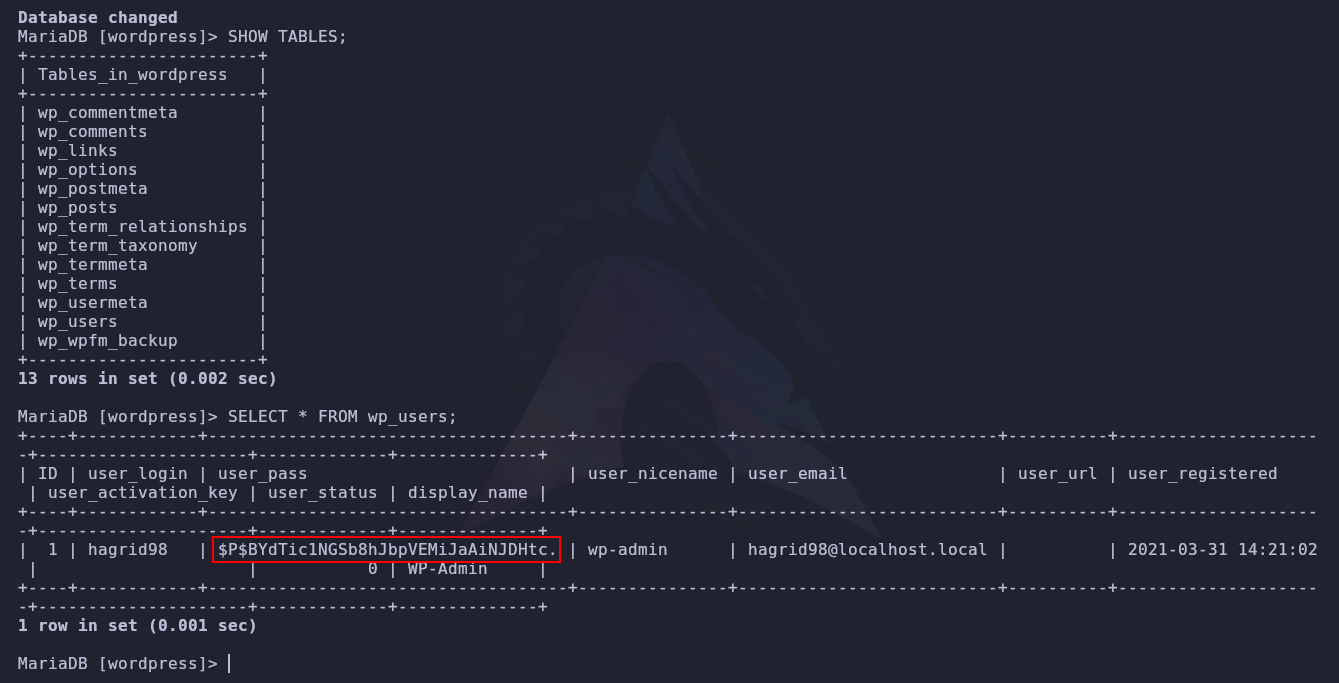 Database changed
MariaDB [wordpress]> SHOW TABLES;
+-----------------------+
| Tables_in_wordpress   |
+-----------------------+
| wp_commentmeta        |
| wp_comments           |
| wp_links              |
| wp_options            |
| wp_postmeta           |
| wp_posts              |
| wp_term_relationships |
| wp_term_taxonomy      |
| wp_termmeta           |
| wp_terms              |
| wp_usermeta           |
| wp_users              |
| wp_wpfm_backup        |
+-----------------------+
13 rows in set (0.002 sec)

MariaDB [wordpress]> SELECT * FROM wp_users;
+----+------------+------------------------------------+---------------+--------------------------+----------+--------------------
-+---------------------+-------------+--------------+
| ID | user_login | user_pass                          | user_nicename | user_email               | user_url | user_registered
 | user_activation_key | user_status | display_name |
+----+------------+------------------------------------+---------------+--------------------------+----------+--------------------
-+---------------------+-------------+--------------+
|  1 | hagrid98   | $P$BYdTic1NGSb8hJbpVEMiJaAiNJDHtc. | wp-admin      | hagrid98@localhost.local |          | 2021-03-31 14:21:02
 |                     |           0 | WP-Admin     |
+----+------------+------------------------------------+---------------+--------------------------+----------+--------------------
-+---------------------+-------------+--------------+
1 row in set (0.001 sec)

MariaDB [wordpress]>